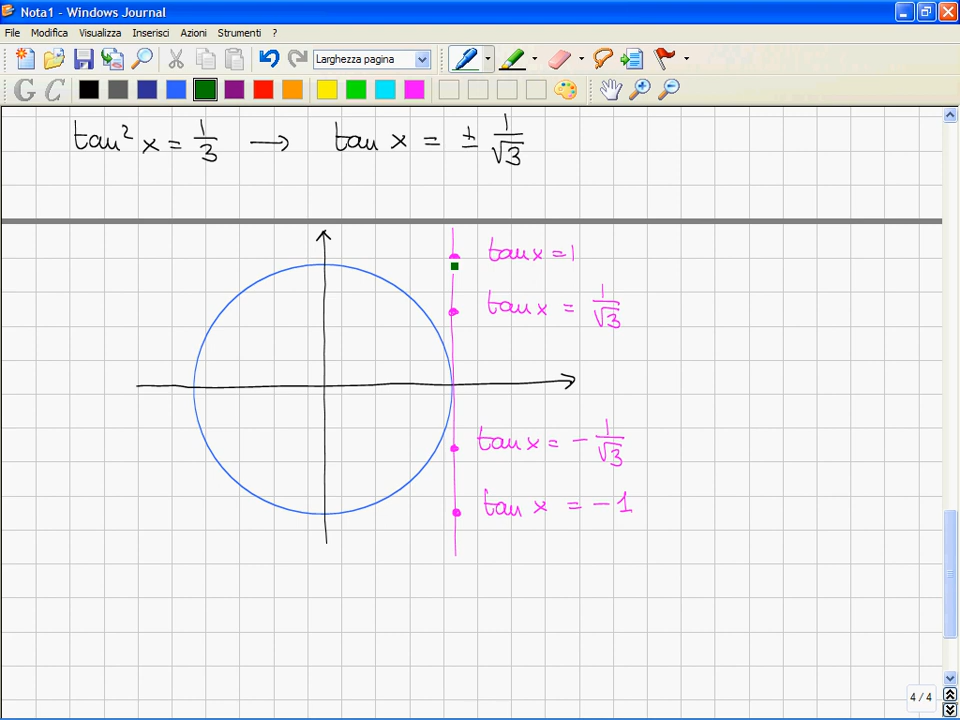 Nota1 - Windows Journal
File Modifica Visualizza Inserisci Azioni Strumenti ?
Larghezza pagina
tan² x = 1/3 → tan x = ± 1/√3
tan x = 1
tan x = 1/√3
tan x = - 1/√3
tan x = -1
4 / 4